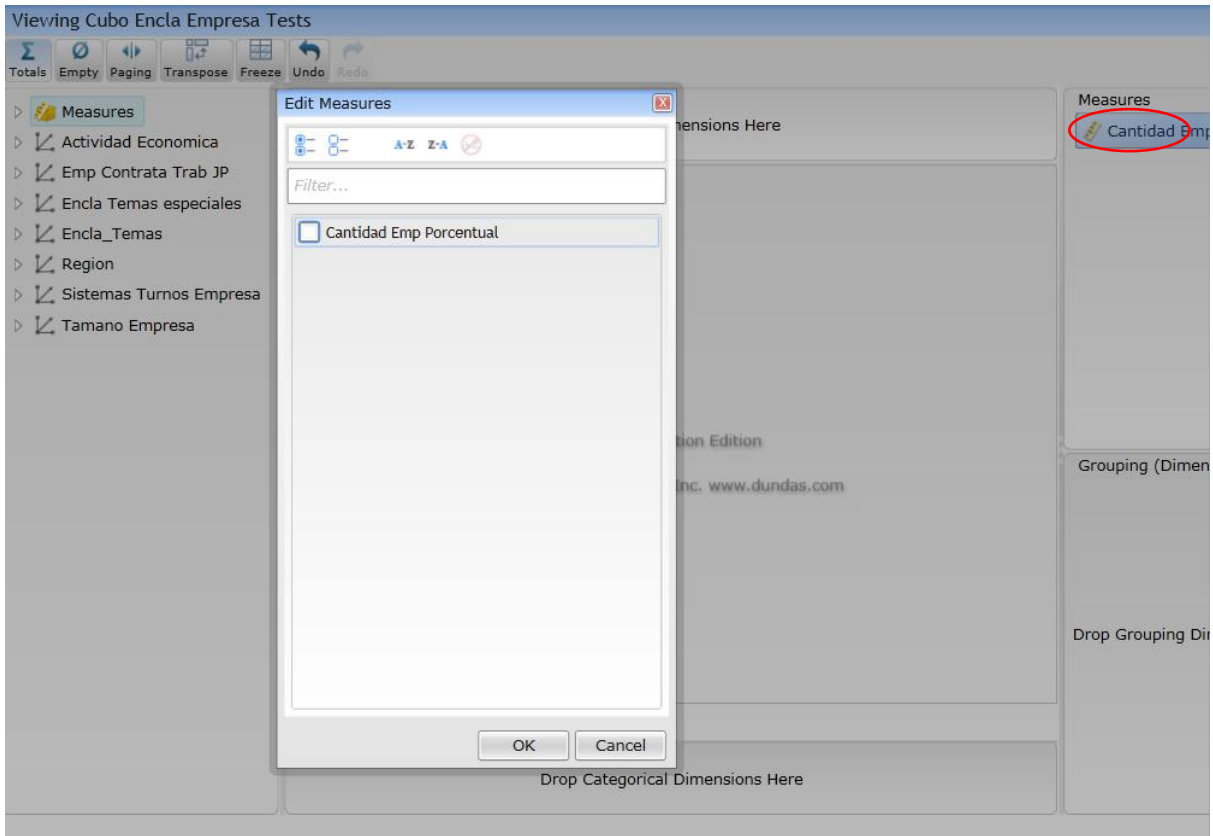 Viewing Cubo Encla Empresa Tests
Totals Empty Paging Transpose Freeze Undo Redo
Measures
Actividad Economica
Emp Contrata Trab JP
Encla Temas especiales
Encla_Temas
Region
Sistemas Turnos Empresa
Tamano Empresa
Edit Measures
A-Z Z-A
Filter...
Cantidad Emp Porcentual
OK Cancel
ensions Here
tion Edition
Inc. www.dundas.com
Drop Categorical Dimensions Here
Measures
Cantidad Emp
Grouping (Dimen
Drop Grouping Di